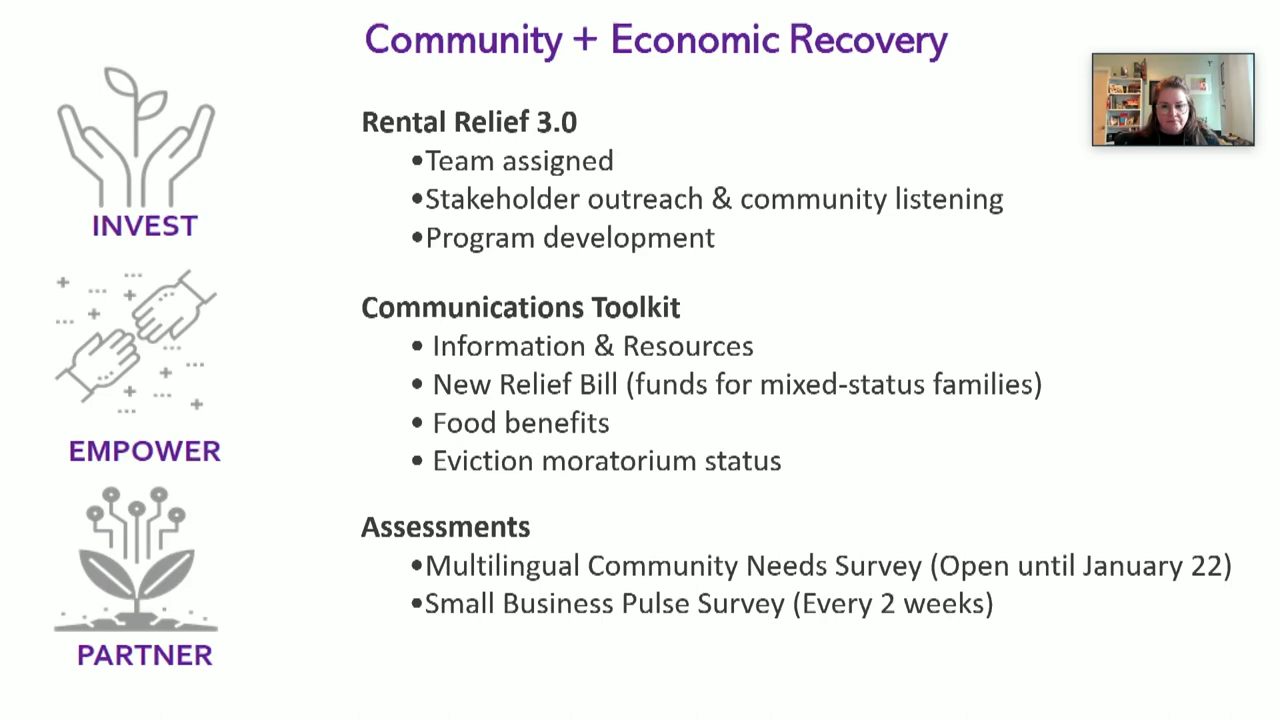 Community + Economic Recovery
Rental Relief 3.0
•Team assigned
•Stakeholder outreach & community listening
•Program development
INVEST
Communications Toolkit
• Information & Resources
• New Relief Bill (funds for mixed-status families)
• Food benefits
• Eviction moratorium status
EMPOWER
Assessments
•Multilingual Community Needs Survey (Open until January 22)
•Small Business Pulse Survey (Every 2 weeks)
PARTNER